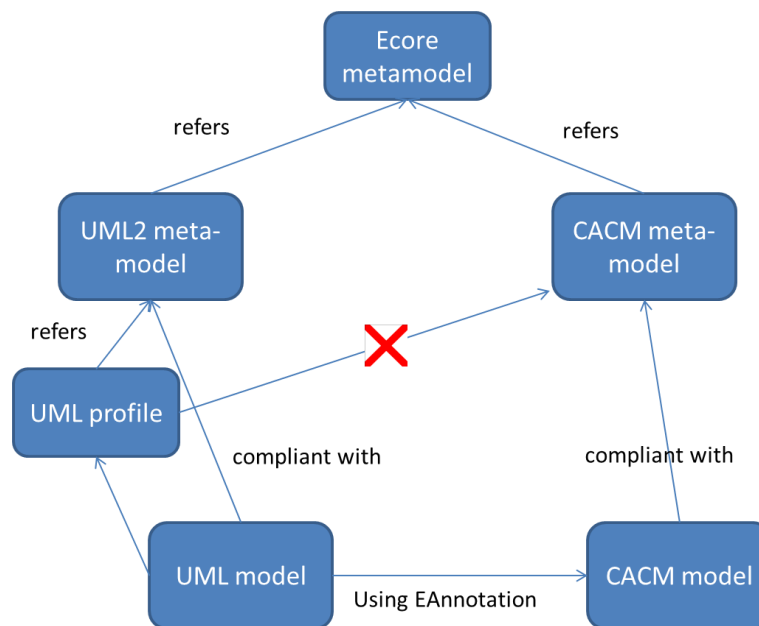 Ecore
metamodel
refers
refers
UML2 meta-
model
CACM meta-
model
refers
UML profile
compliant with
compliant with
UML model
CACM model
Using EAnnotation